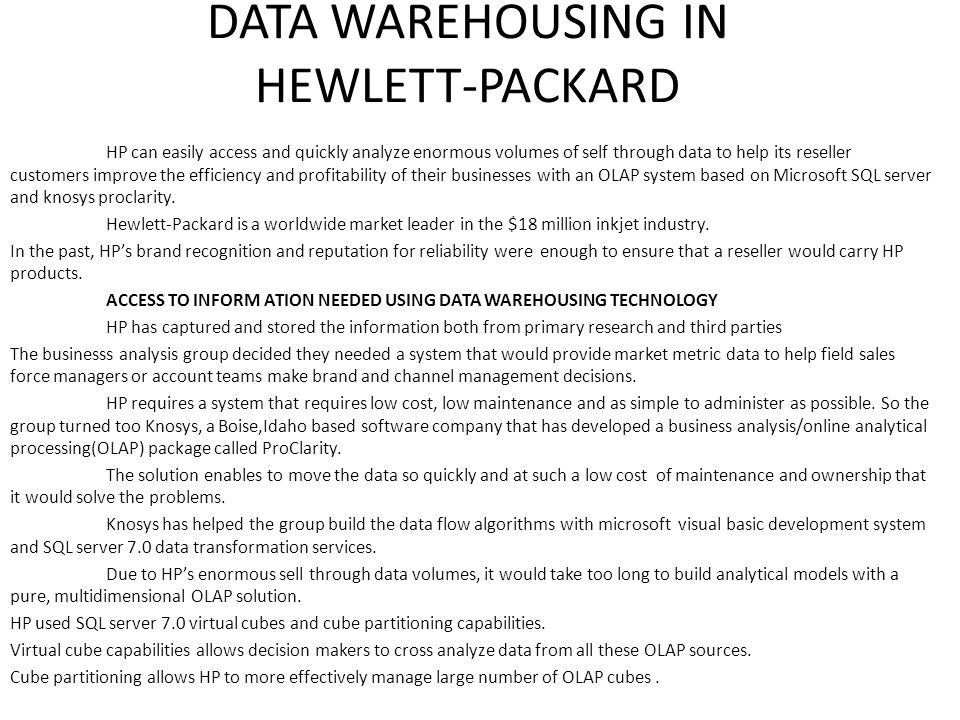 DATA WAREHOUSING IN
HEWLETT-PACKARD
HP can easily access and quickly analyze enormous volumes of self through data to help its reseller
customers improve the efficiency and profitability of their businesses with an OLAP system based on Microsoft SQL server
and knosys proclarity.
Hewlett-Packard is a worldwide market leader in the $18 million inkjet industry.
In the past, HP’s brand recognition and reputation for reliability were enough to ensure that a reseller would carry HP
products.
ACCESS TO INFORM ATION NEEDED USING DATA WAREHOUSING TECHNOLOGY
HP has captured and stored the information both from primary research and third parties
The businesss analysis group decided they needed a system that would provide market metric data to help field sales
force managers or account teams make brand and channel management decisions.
HP requires a system that requires low cost, low maintenance and as simple to administer as possible. So the
group turned too Knosys, a Boise,Idaho based software company that has developed a business analysis/online analytical
processing(OLAP) package called ProClarity.
The solution enables to move the data so quickly and at such a low cost of maintenance and ownership that
it would solve the problems.
Knosys has helped the group build the data flow algorithms with microsoft visual basic development system
and SQL server 7.0 data transformation services.
Due to HP’s enormous sell through data volumes, it would take too long to build analytical models with a
pure, multidimensional OLAP solution.
HP used SQL server 7.0 virtual cubes and cube partitioning capabilities.
Virtual cube capabilities allows decision makers to cross analyze data from all these OLAP sources.
Cube partitioning allows HP to more effectively manage large number of OLAP cubes .